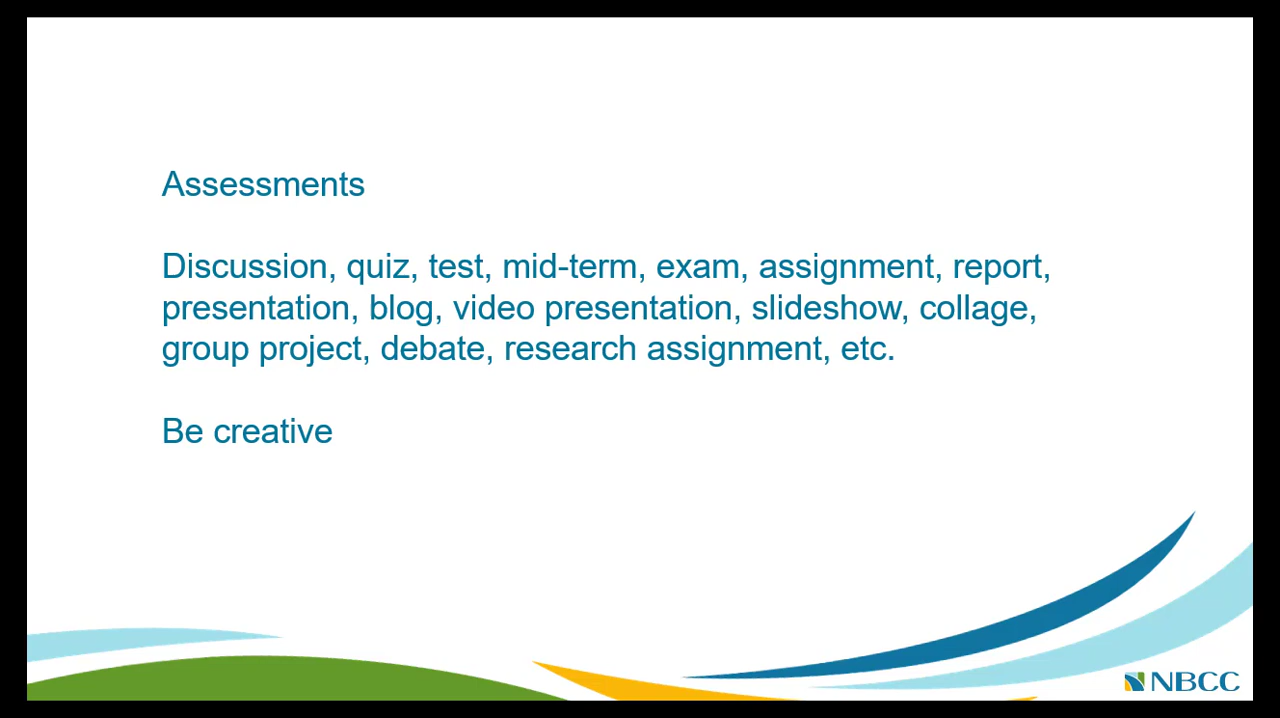 Assessments
Discussion, quiz, test, mid-term, exam, assignment, report,
presentation, blog, video presentation, slideshow, collage,
group project, debate, research assignment, etc.
Be creative
NBCC